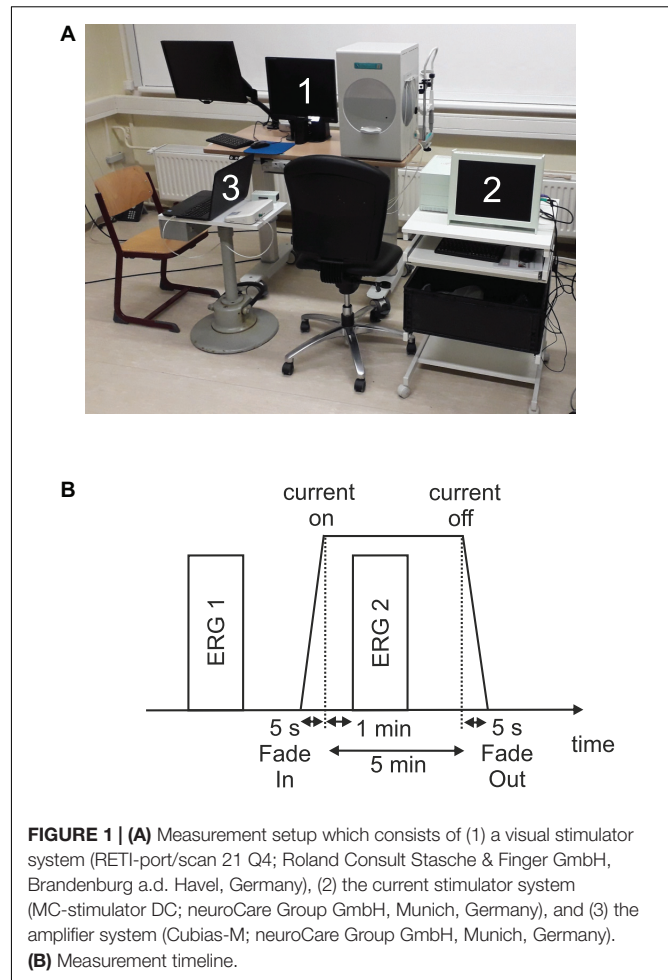 A
1
2
3
B
current
on
current
off
ERG 1
ERG 2
5 s
Fade
In
1 min
5 min
5 s
Fade
Out
time
FIGURE 1 | (A) Measurement setup which consists of (1) a visual stimulator
system (RETI-port/scan 21 Q4; Roland Consult Stasche & Finger GmbH,
Brandenburg a.d. Havel, Germany), (2) the current stimulator system
(MC-stimulator DC; neuroCare Group GmbH, Munich, Germany), and (3) the
amplifier system (Cubias-M; neuroCare Group GmbH, Munich, Germany).
(B) Measurement timeline.